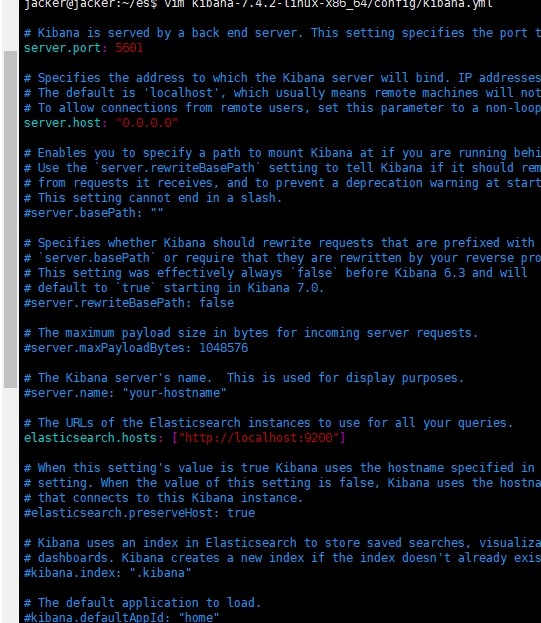 jacker@jacker:~/es$ vim kibana-7.4.2-linux-x86_64/config/kibana.yml
# Kibana is served by a back end server. This setting specifies the port t
server.port: 5601
# Specifies the address to which the Kibana server will bind. IP addresses
# The default is 'localhost', which usually means remote machines will not
# To allow connections from remote users, set this parameter to a non-loop
server.host: "0.0.0.0"
# Enables you to specify a path to mount Kibana at if you are running behi
# Use the `server.rewriteBasePath` setting to tell Kibana if it should rem
# from requests it receives, and to prevent a deprecation warning at start
# This setting cannot end in a slash.
#server.basePath: ""
# Specifies whether Kibana should rewrite requests that are prefixed with
# `server.basePath` or require that they are rewritten by your reverse pro
# This setting was effectively always `false` before Kibana 6.3 and will
# default to `true` starting in Kibana 7.0.
#server.rewriteBasePath: false
# The maximum payload size in bytes for incoming server requests.
#server.maxPayloadBytes: 1048576
# The Kibana server's name.  This is used for display purposes.
#server.name: "your-hostname"
# The URLs of the Elasticsearch instances to use for all your queries.
elasticsearch.hosts: ["http://localhost:9200"]
# When this setting's value is true Kibana uses the hostname specified in
# setting. When the value of this setting is false, Kibana uses the hostna
# that connects to this Kibana instance.
#elasticsearch.preserveHost: true
# Kibana uses an index in Elasticsearch to store saved searches, visualiza
# dashboards. Kibana creates a new index if the index doesn't already exis
#kibana.index: ".kibana"
# The default application to load.
#kibana.defaultAppId: "home"